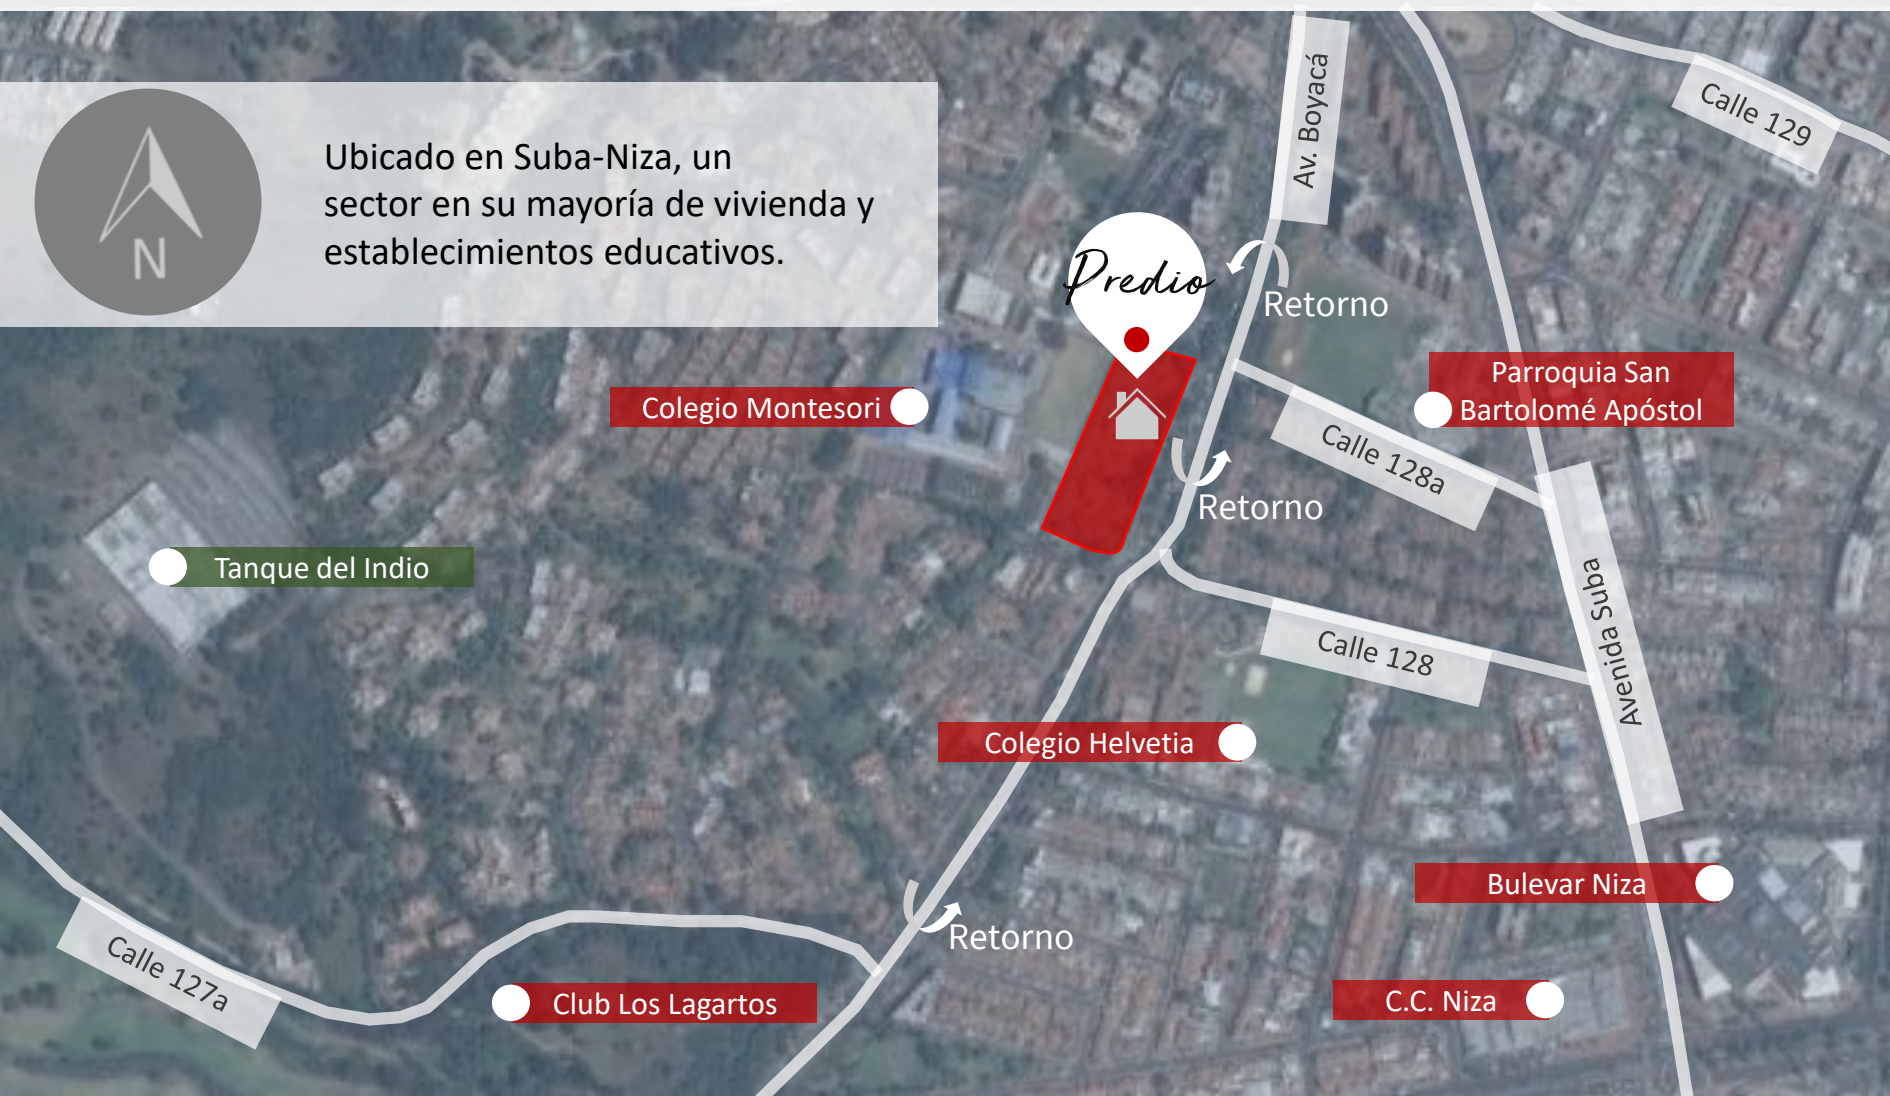 Av. Boyacá
Calle 129
N
Ubicado en Suba-Niza, un
sector en su mayoría de vivienda y
establecimientos educativos.
Predio
Retorno
Colegio Montesori
Parroquia San
Bartolomé Apóstol
Calle 128a
Retorno
Tanque del Indio
Avenida Suba
Calle 128
Colegio Helvetia
Bulevar Niza
Retorno
Calle 127a
Club Los Lagartos
C.C. Niza